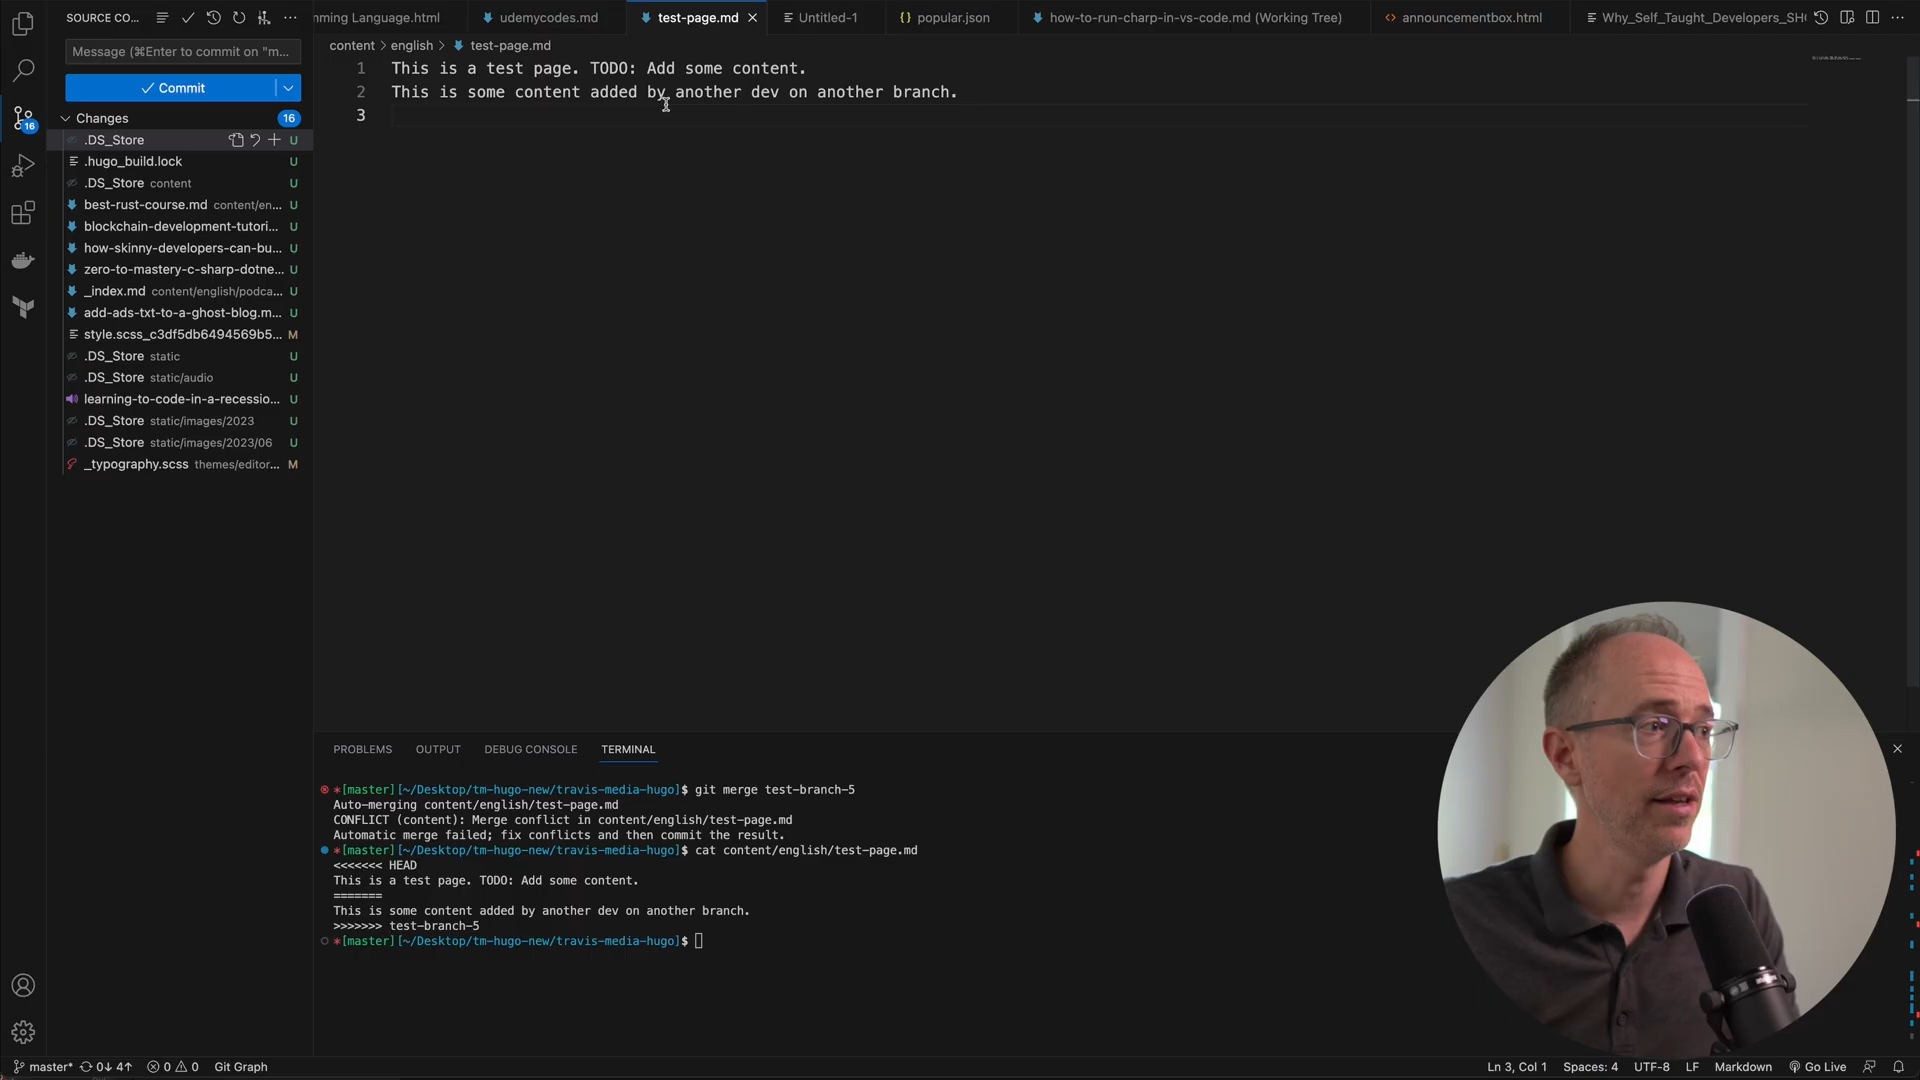 SOURCE CO...
mming Language.html
udemycodes.md
test-page.md
Untitled-1
{} popular.json
how-to-run-charp-in-vs-code.md (Working Tree)
<> announcementbox.html
Why_Self_Taught_Developers_SH
content > english > test-page.md
Message (⌘Enter to commit on "m...
Commit
Changes 16
16
.DS_Store U
.hugo_build.lock U
.DS_Store content U
best-rust-course.md content/en... U
blockchain-development-tutori... U
how-skinny-developers-can-bu... U
zero-to-mastery-c-sharp-dotne... U
_index.md content/english/podca... U
add-ads-txt-to-a-ghost-blog.m... U
style.scss_c3df5db6494569b5... M
.DS_Store static U
.DS_Store static/audio U
learning-to-code-in-a-recessio... U
.DS_Store static/images/2023 U
.DS_Store static/images/2023/06 U
_typography.scss themes/editor... M
1 This is a test page. TODO: Add some content.
2 This is some content added by another dev on another branch.
3
PROBLEMS OUTPUT DEBUG CONSOLE TERMINAL
*[master][~/Desktop/tm-hugo-new/travis-media-hugo]$ git merge test-branch-5
Auto-merging content/english/test-page.md
CONFLICT (content): Merge conflict in content/english/test-page.md
Automatic merge failed; fix conflicts and then commit the result.
*[master][~/Desktop/tm-hugo-new/travis-media-hugo]$ cat content/english/test-page.md
<<<<<<< HEAD
This is a test page. TODO: Add some content.
=======
This is some content added by another dev on another branch.
>>>>>>> test-branch-5
*[master][~/Desktop/tm-hugo-new/travis-media-hugo]$
master* 0↓ 4↑ 0 0 Git Graph
Ln 3, Col 1 Spaces: 4 UTF-8 LF Markdown Go Live